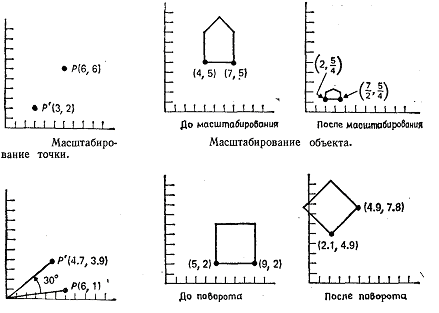 P(6, 6)
P′(3, 2)
(4, 5) (7, 5)
(2, 5/4)
(7/2, 5/4)
До масштабирования
После масштабирования
Масштабиро-
вание точки.
Масштабирование объекта.
P′(4.7, 3.9)
30°
P(6, 1)
(5, 2) (9, 2)
(4.9, 7.8)
(2.1, 4.9)
До поворота
После поворота